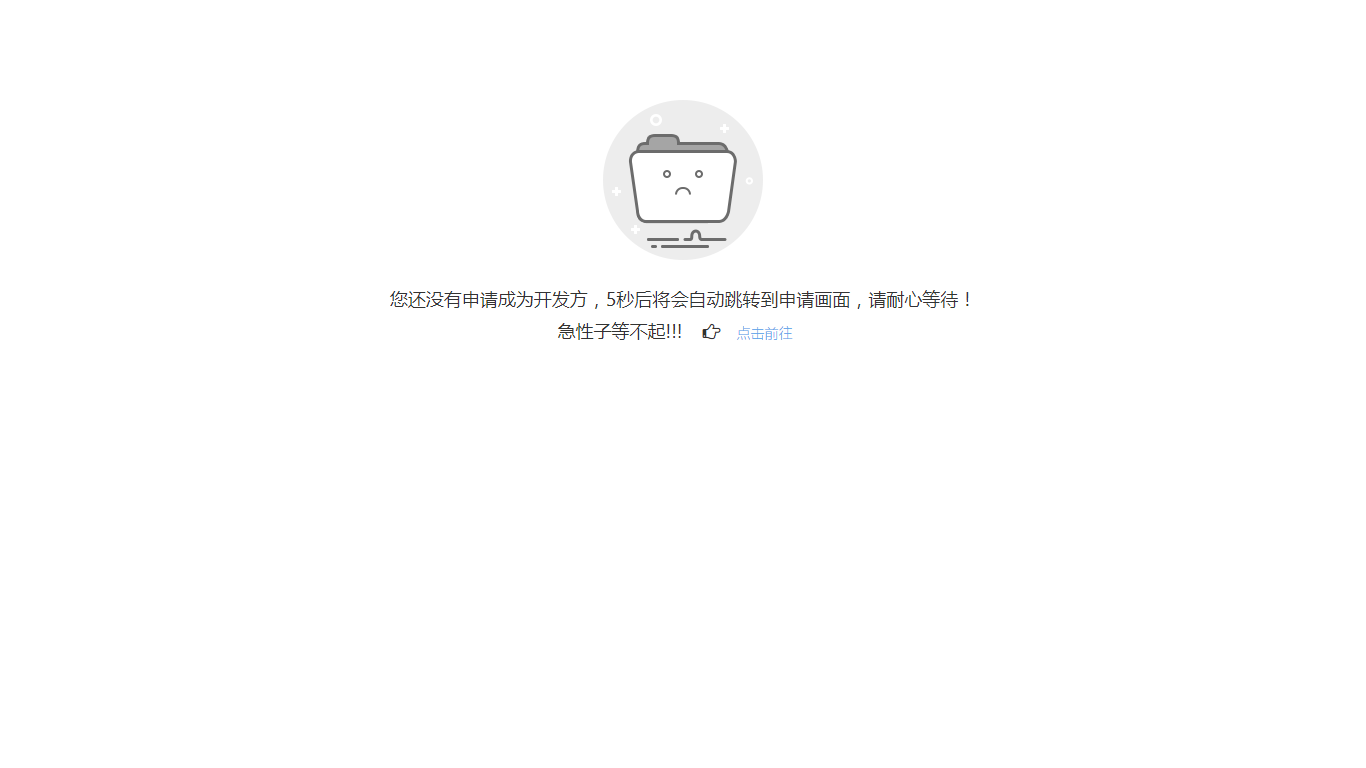 您还没有申请成为开发方，5秒后将会自动跳转到申请画面，请耐心等待！
急性子等不起!!! 点击前往